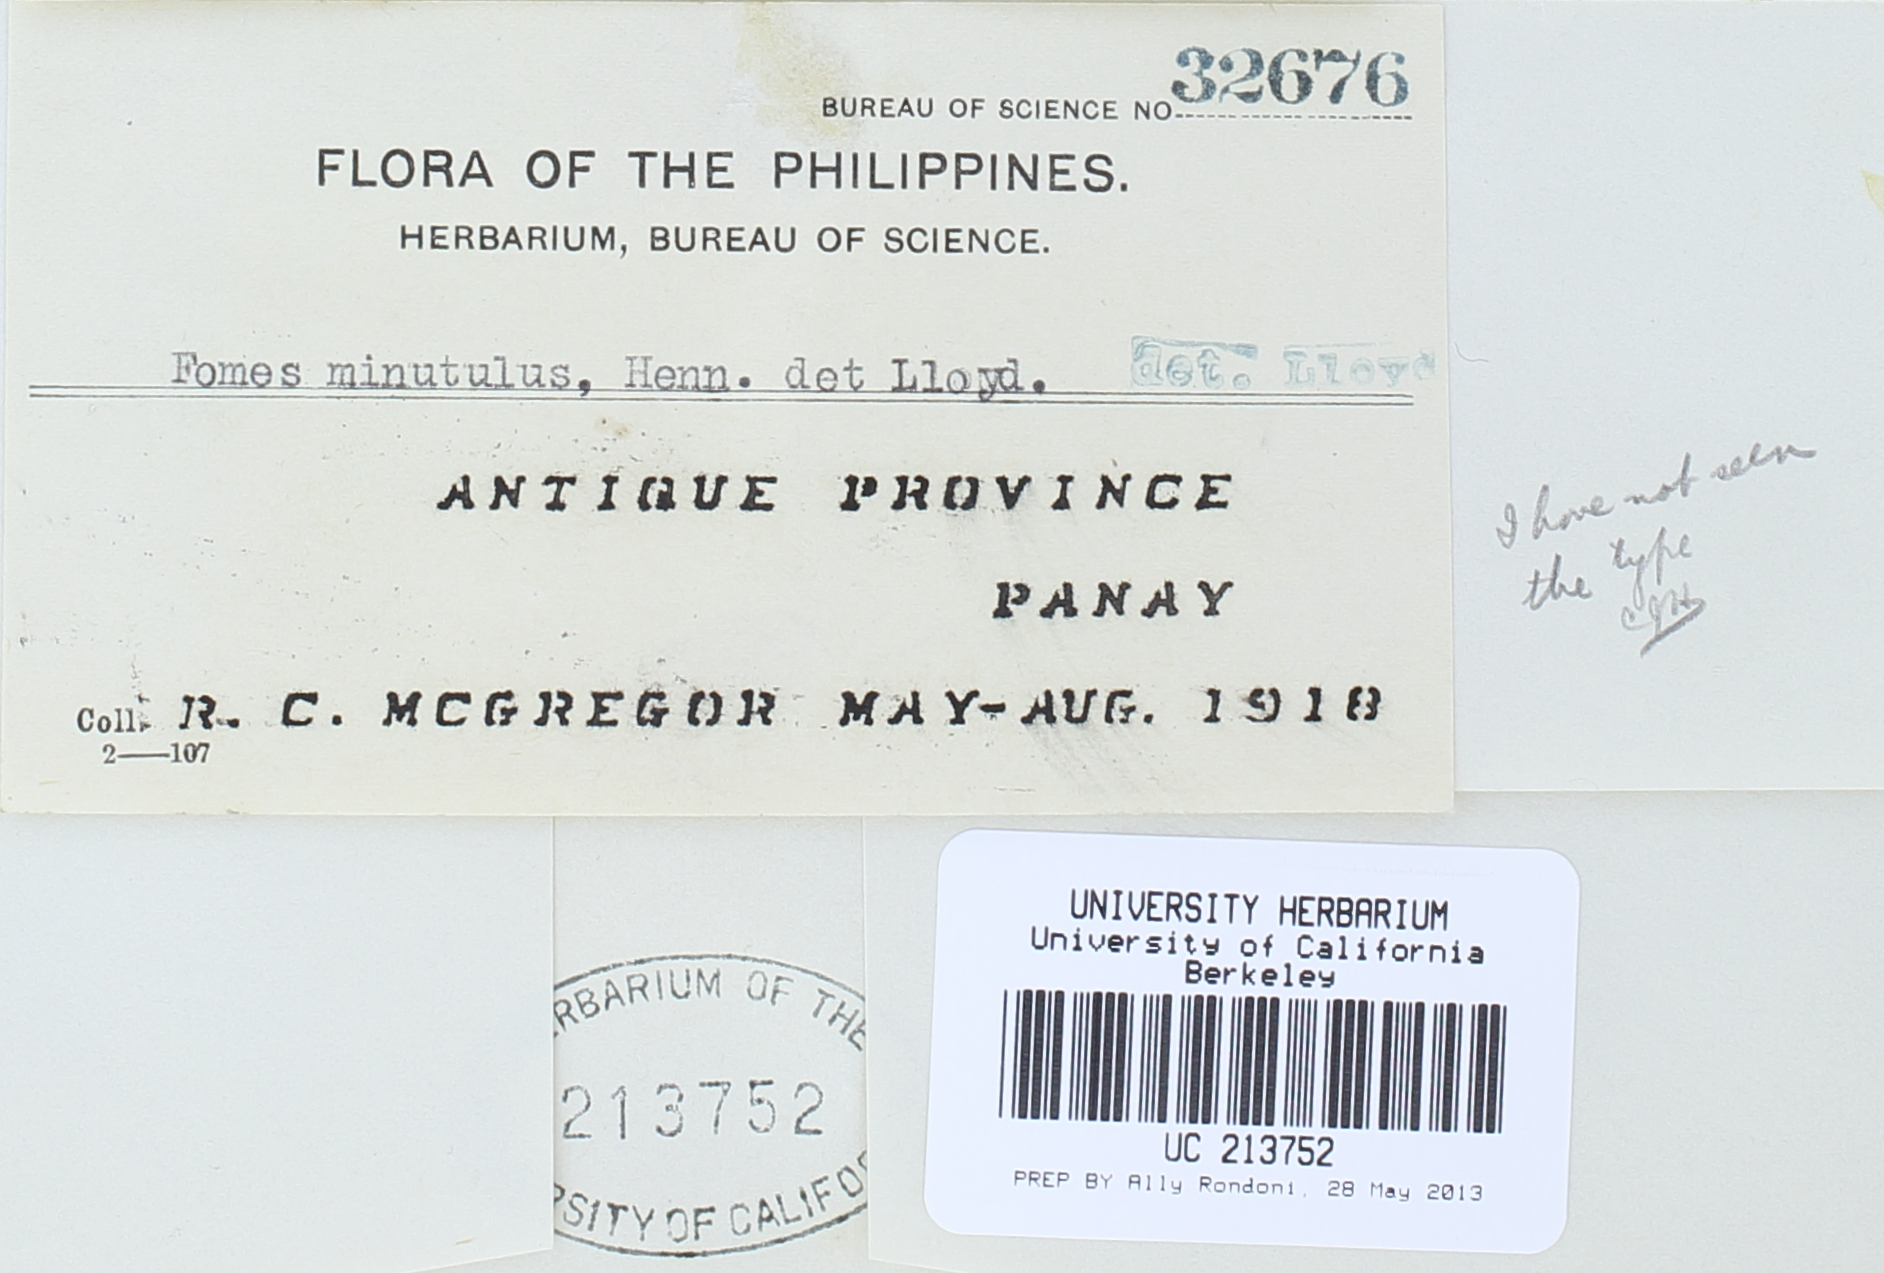 BUREAU OF SCIENCE NO. 32676
FLORA OF THE PHILIPPINES.
HERBARIUM, BUREAU OF SCIENCE.
Fomes minutulus, Henn. det Lloyd. det. Lloyd
ANTIQUE PROVINCE
PANAY
Coll. R. C. MCGREGOR MAY-AUG. 1918
2—107
I have not seen
the type
CJH
RBARIUM OF THE
213752
RSITY OF CALIFO
UNIVERSITY HERBARIUM
University of California
Berkeley
UC 213752
PREP BY Ally Rondoni, 28 May 2013